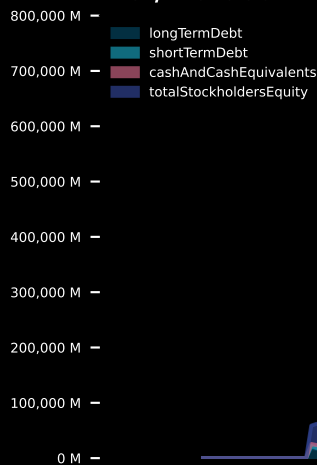 800,000 M
longTermDebt
shortTermDebt
700,000 M
cashAndCashEquivalents
totalStockholdersEquity
600,000 M
500,000 M
400,000 M
300,000 M
200,000 M
100,000 M
0 M